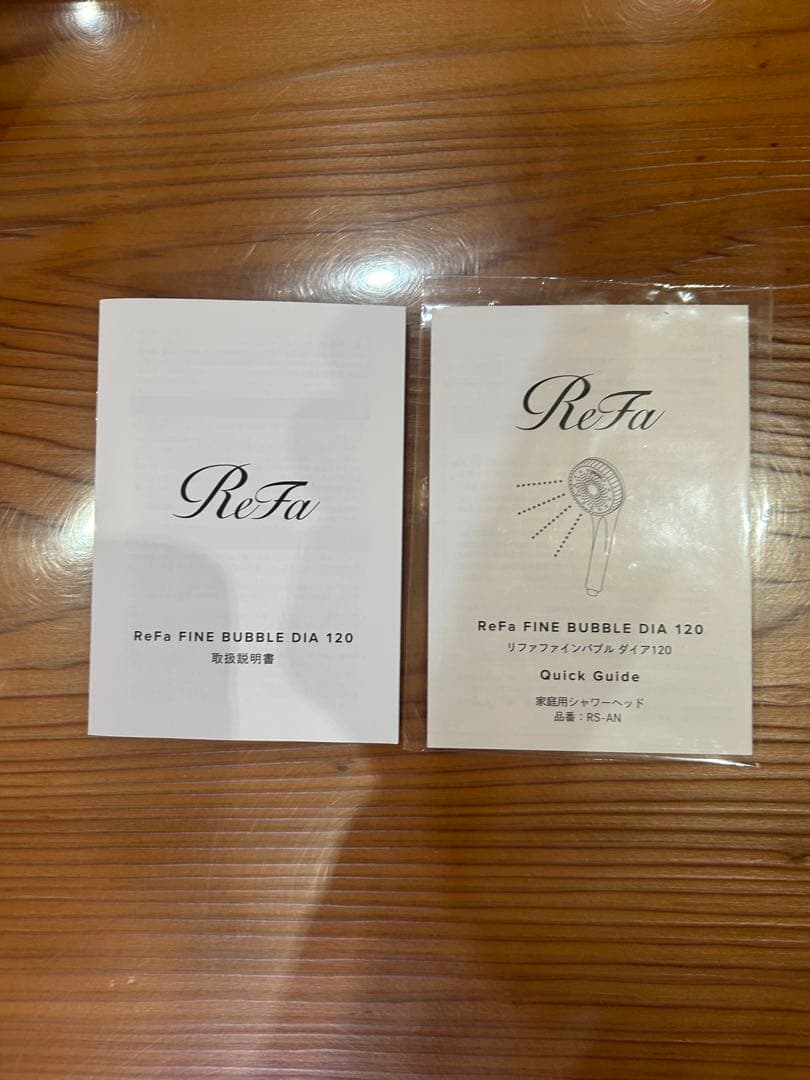 ReFa
ReFa FINE BUBBLE DIA 120
取扱説明書
ReFa
ReFa FINE BUBBLE DIA 120
リファファインバブル ダイア120
Quick Guide
家庭用シャワーヘッド
品番：RS-AN